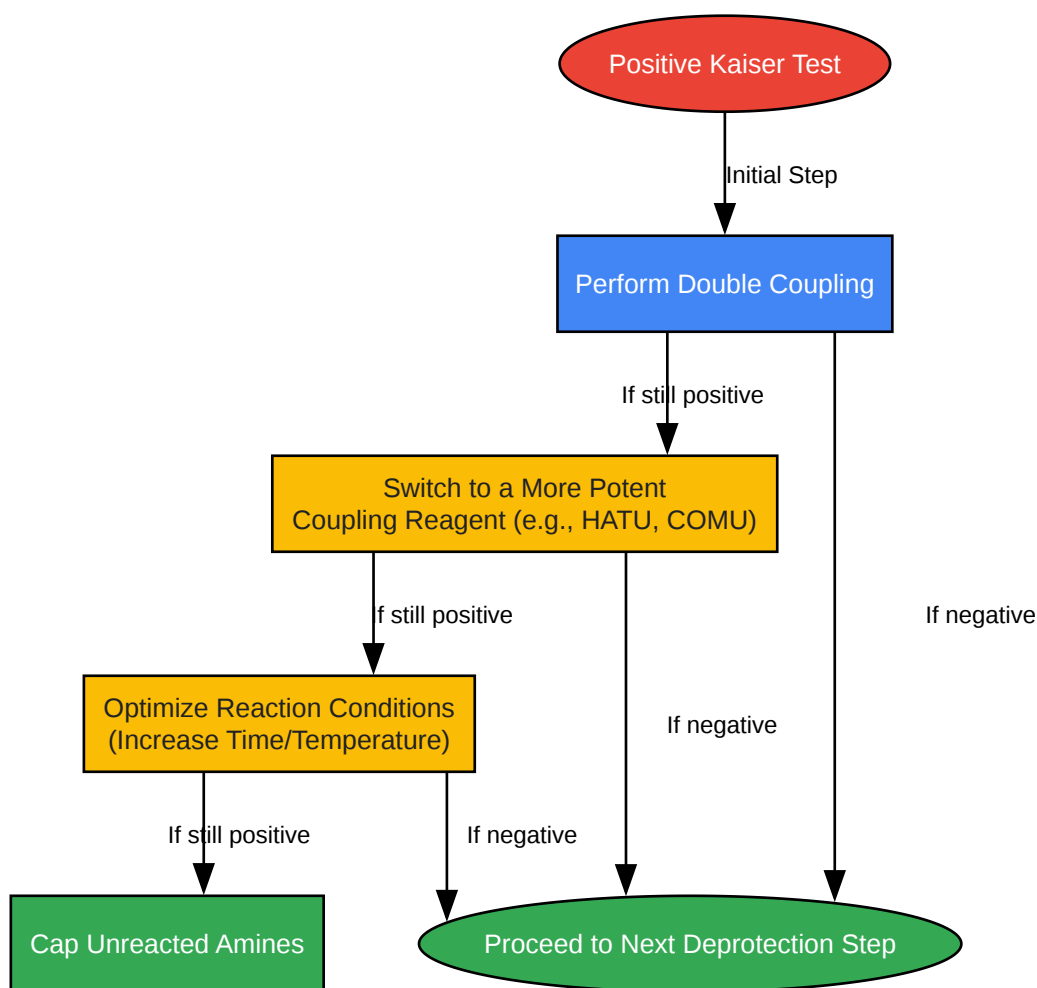 Positive Kaiser Test
Initial Step
Perform Double Coupling
If still positive
Switch to a More Potent
Coupling Reagent (e.g., HATU, COMU)
If still positive
If negative
Optimize Reaction Conditions
(Increase Time/Temperature)
If negative
If still positive
If negative
Cap Unreacted Amines
Proceed to Next Deprotection Step